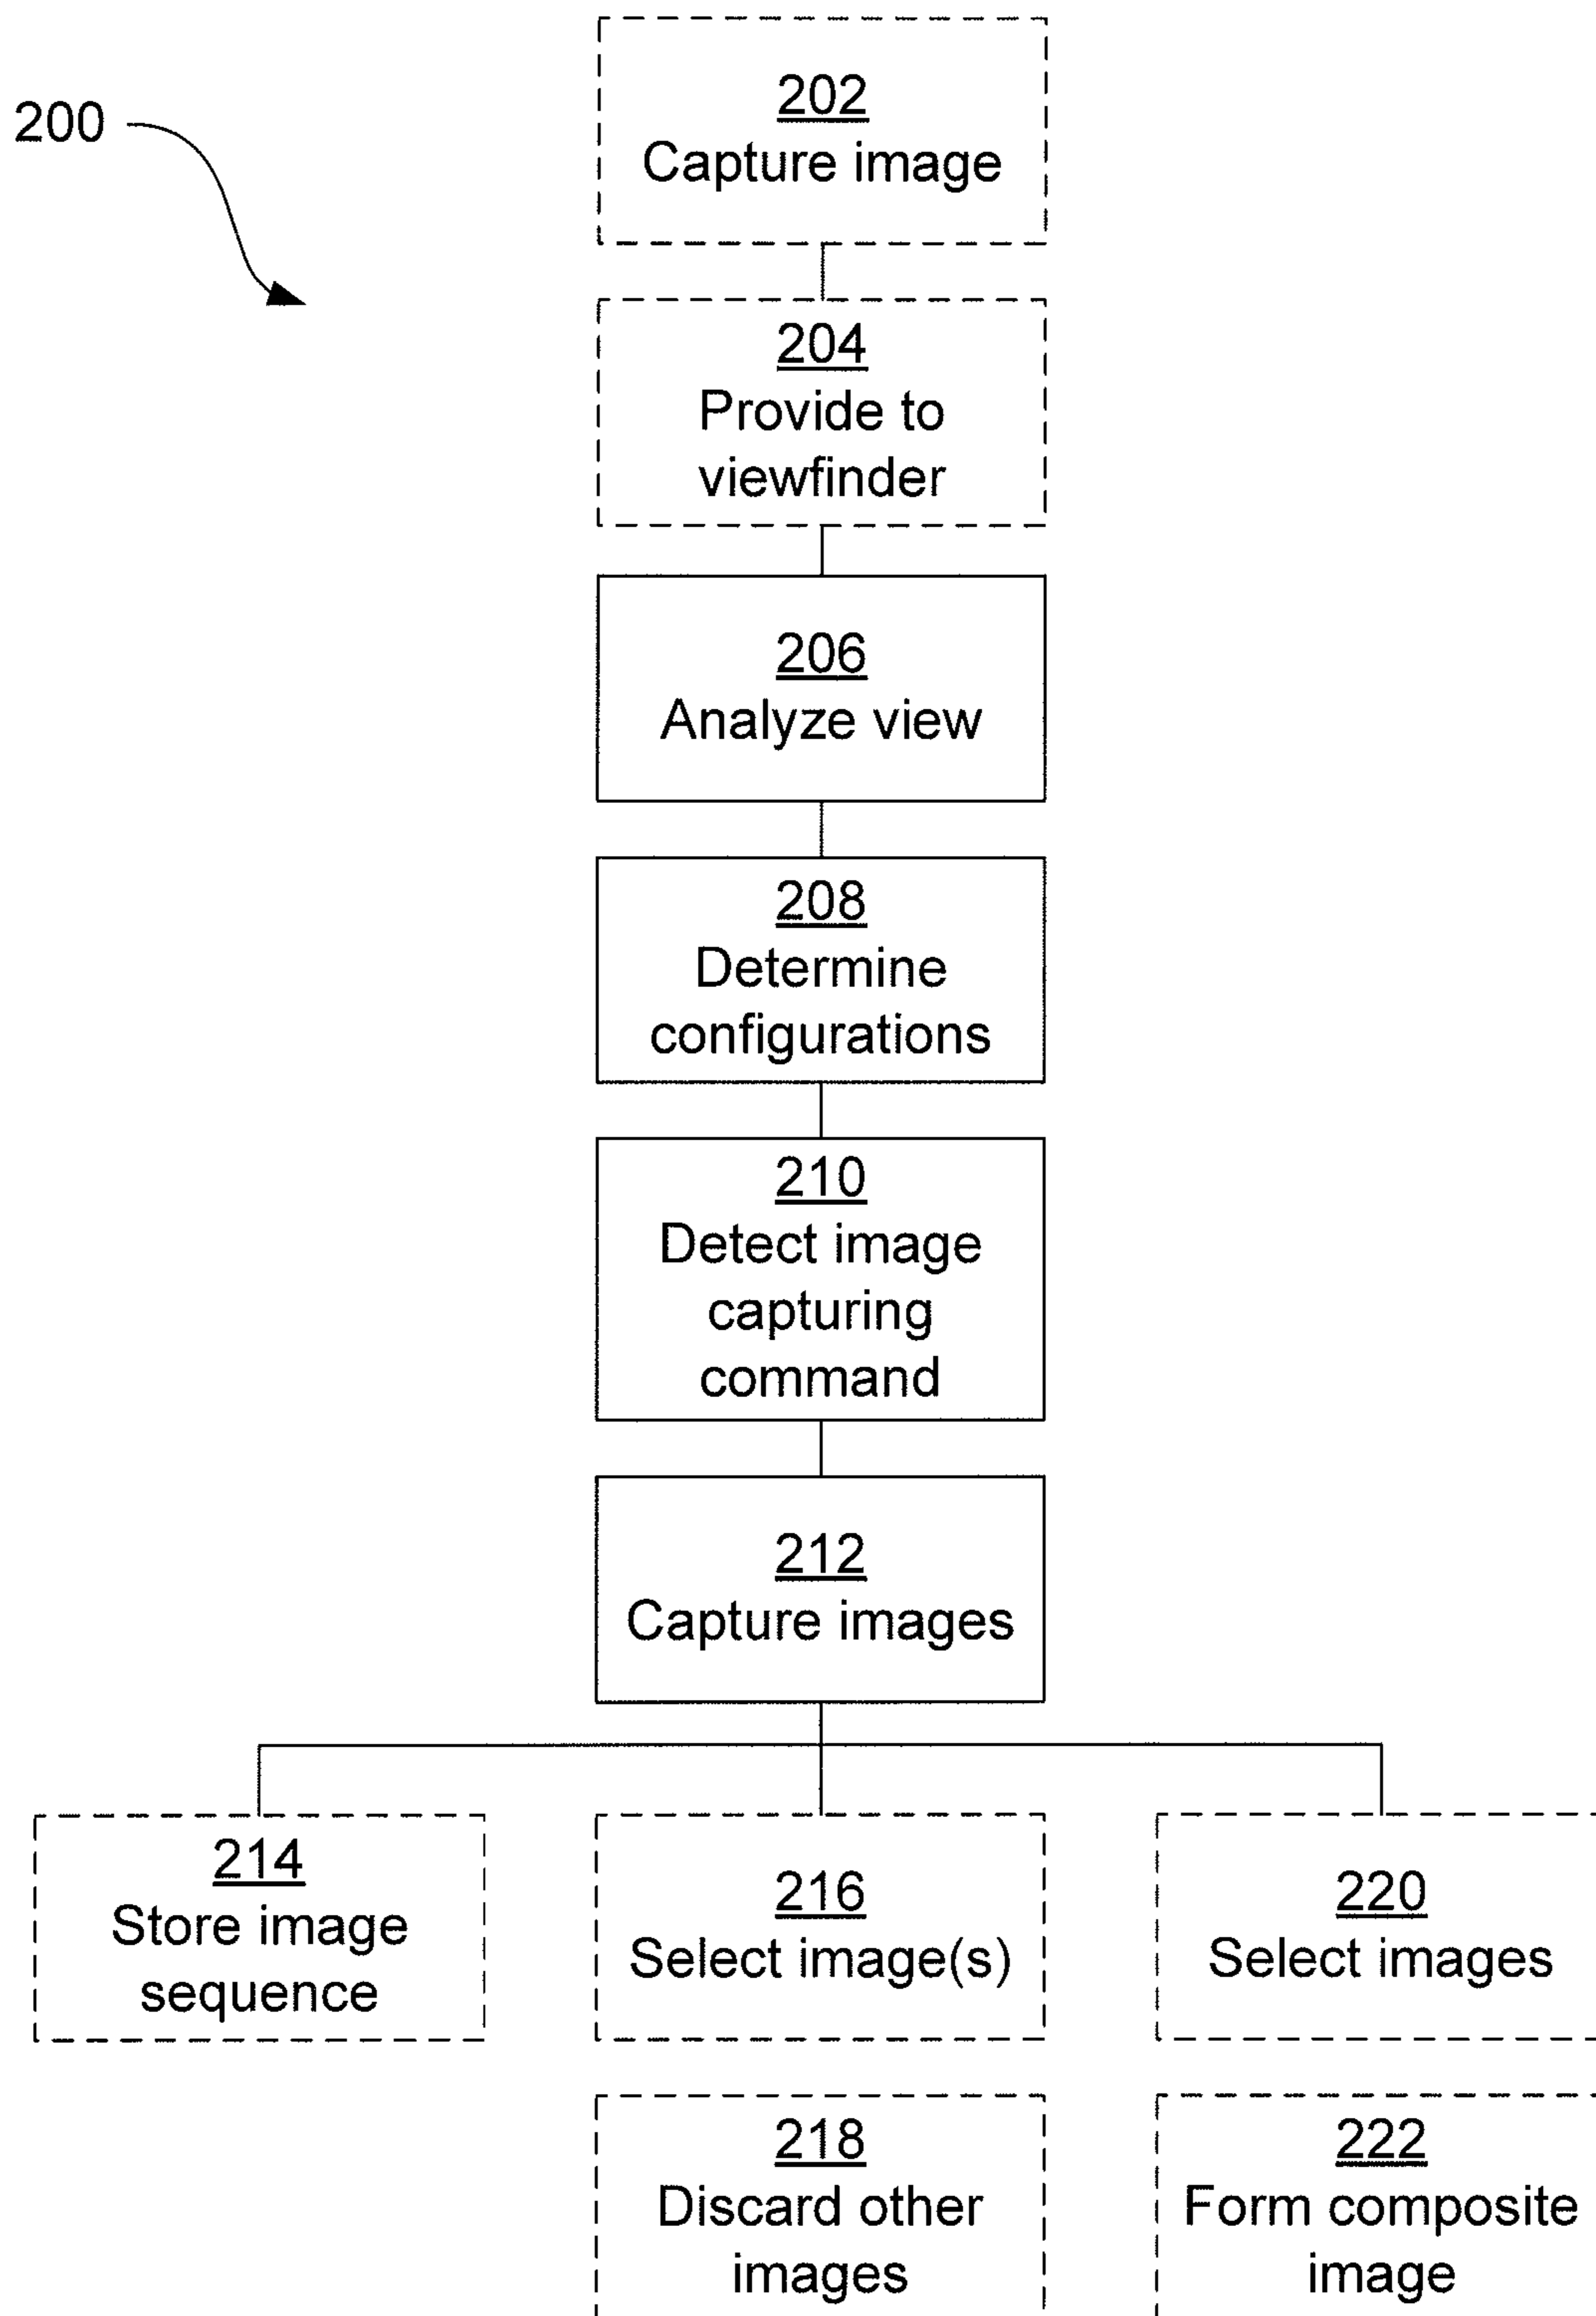 200
202
Capture image
204
Provide to
viewfinder
206
Analyze view
208
Determine
configurations
210
Detect image
capturing
command
212
Capture images
214
Store image
sequence
216
Select image(s)
220
Select images
218
Discard other
images
222
Form composite
image